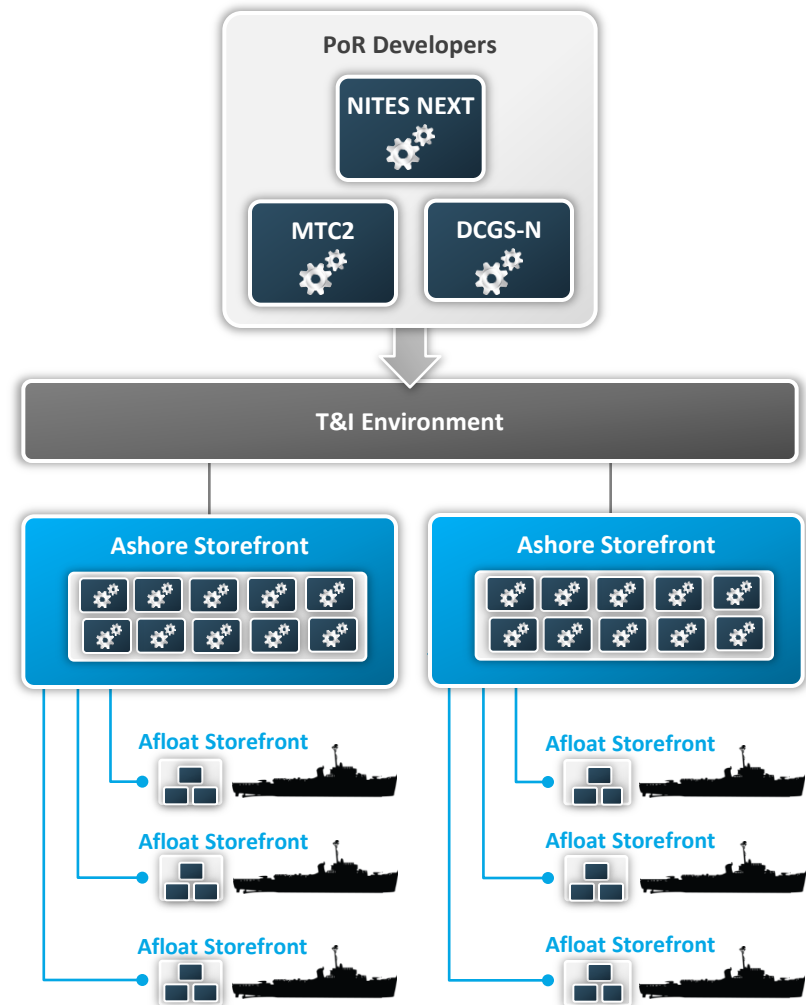 PoR Developers
NITES NEXT
MTC2
DCGS-N
T&I Environment
Ashore Storefront
Ashore Storefront
Afloat Storefront
Afloat Storefront
Afloat Storefront
Afloat Storefront
Afloat Storefront
Afloat Storefront